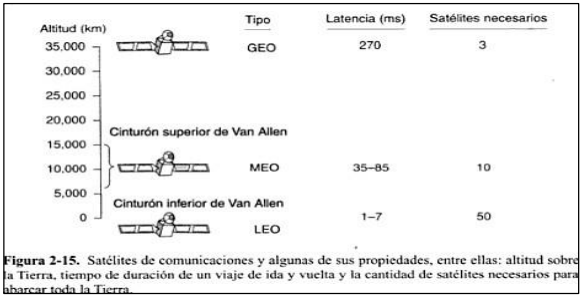 Altitud (km) Tipo Latencia (ms) Satélites necesarios
35,000 GEO 270 3
30,000
25,000
20,000
Cinturón superior de Van Allen
15,000
10,000 MEO 35–85 10
5,000
Cinturón inferior de Van Allen
0 LEO 1–7 50
Figura 2-15. Satélites de comunicaciones y algunas de sus propiedades, entre ellas: altitud sobre
la Tierra, tiempo de duración de un viaje de ida y vuelta y la cantidad de satélites necesarios para
abarcar toda la Tierra.